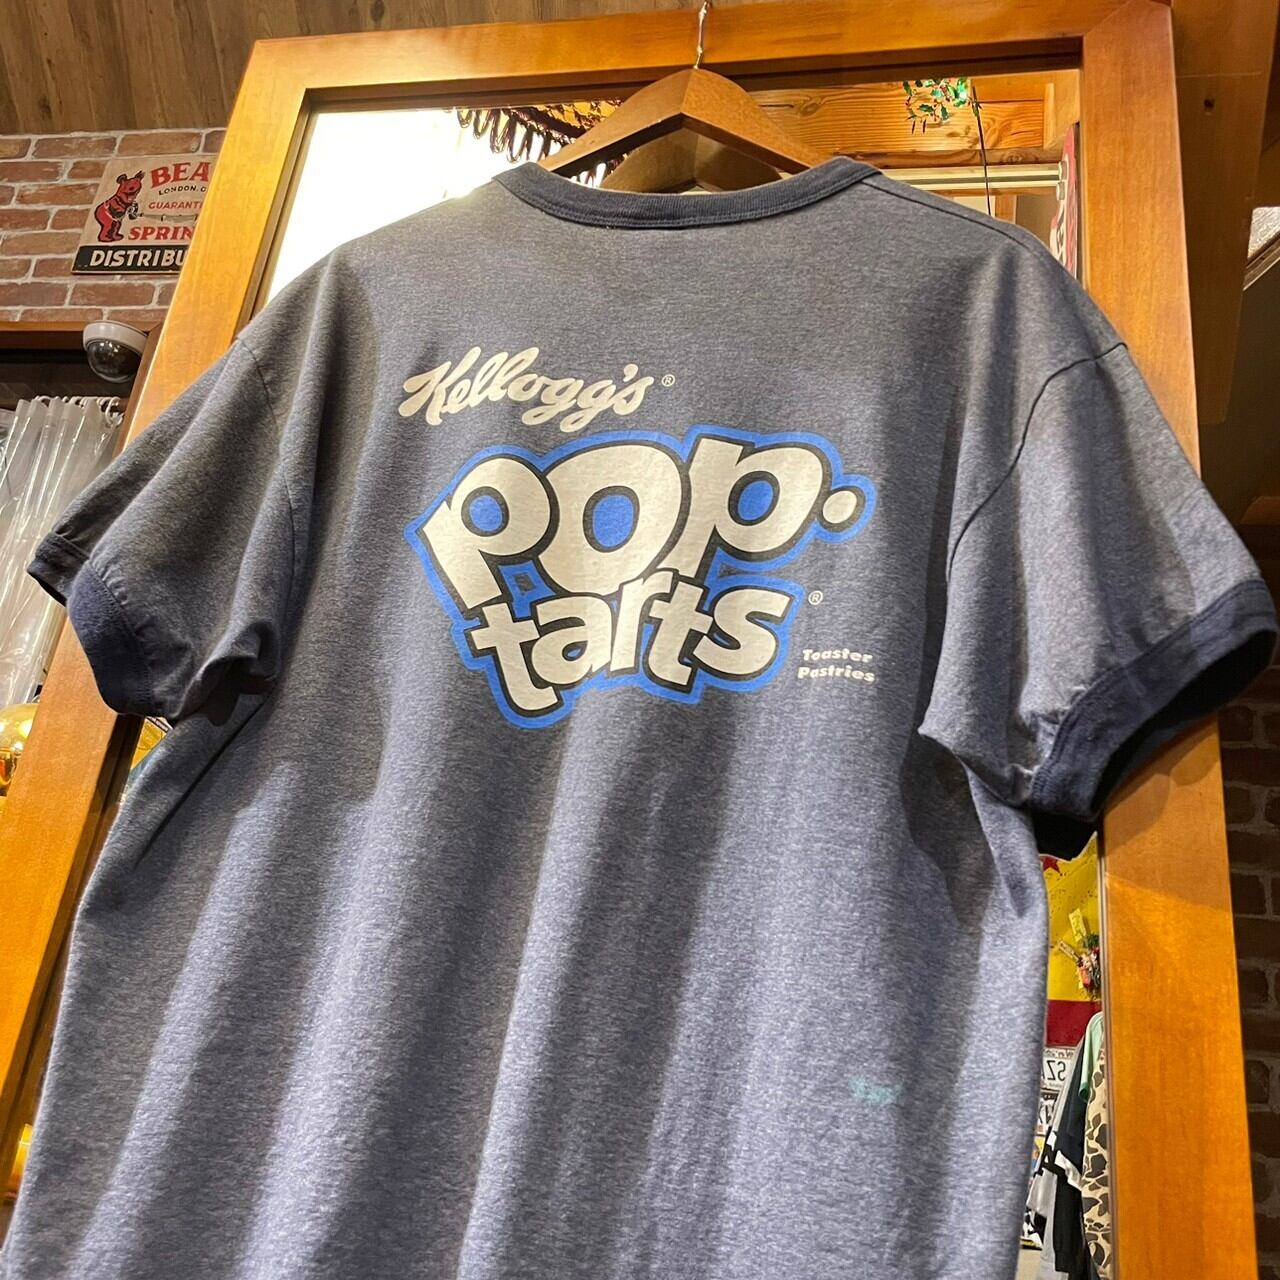 BEA
LONDON, O
GUARANT
SPRIN
DISTRIBU
Kellogg's®
pop.
tarts®
Toaster
Pastries